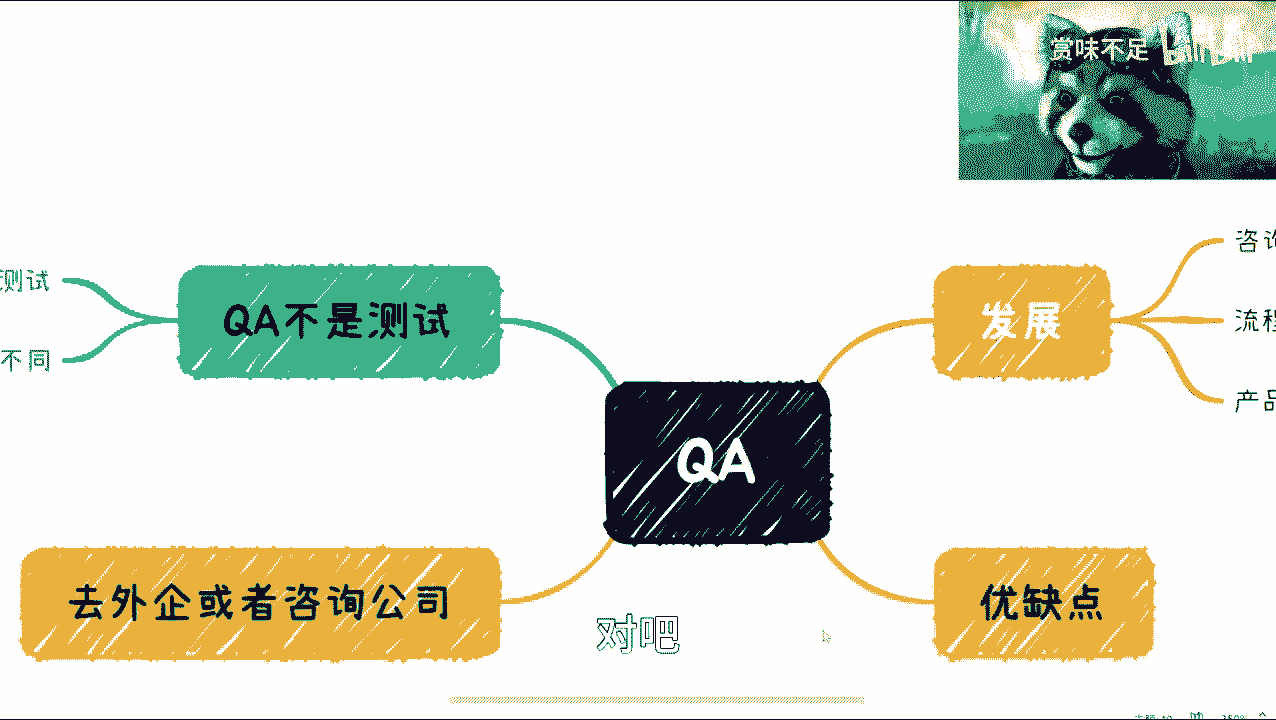 赏味不足 bilibili
测试
QA不是测试
不同
QA
发展
咨询
流程
产品
去外企或者咨询公司
优缺点
对吧